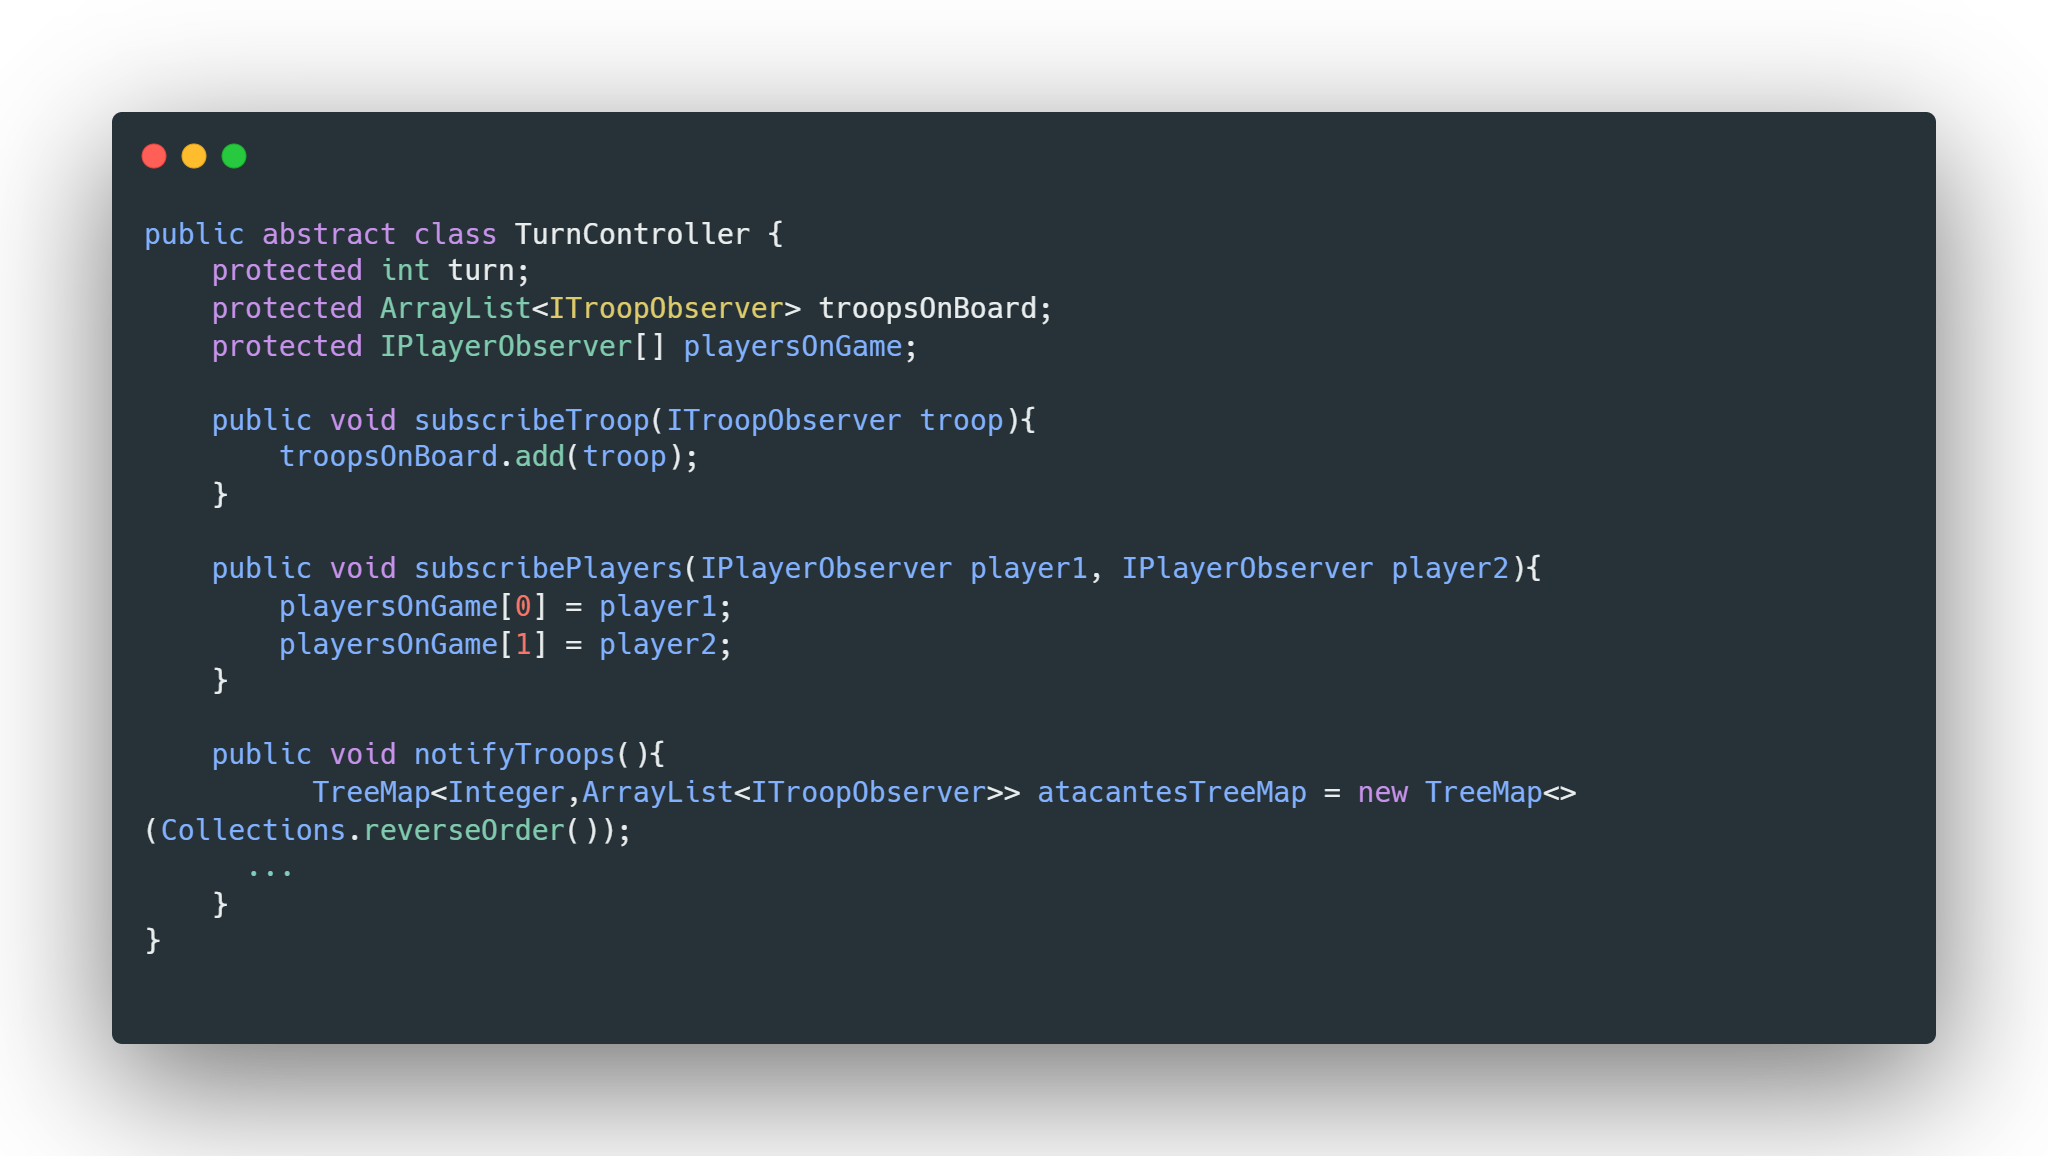 public abstract class TurnController {
    protected int turn;
    protected ArrayList<ITroopObserver> troopsOnBoard;
    protected IPlayerObserver[] playersOnGame;

    public void subscribeTroop(ITroopObserver troop){
        troopsOnBoard.add(troop);
    }

    public void subscribePlayers(IPlayerObserver player1, IPlayerObserver player2){
        playersOnGame[0] = player1;
        playersOnGame[1] = player2;
    }

    public void notifyTroops(){
          TreeMap<Integer,ArrayList<ITroopObserver>> atacantesTreeMap = new TreeMap<>
(Collections.reverseOrder());
      ...
    }
}